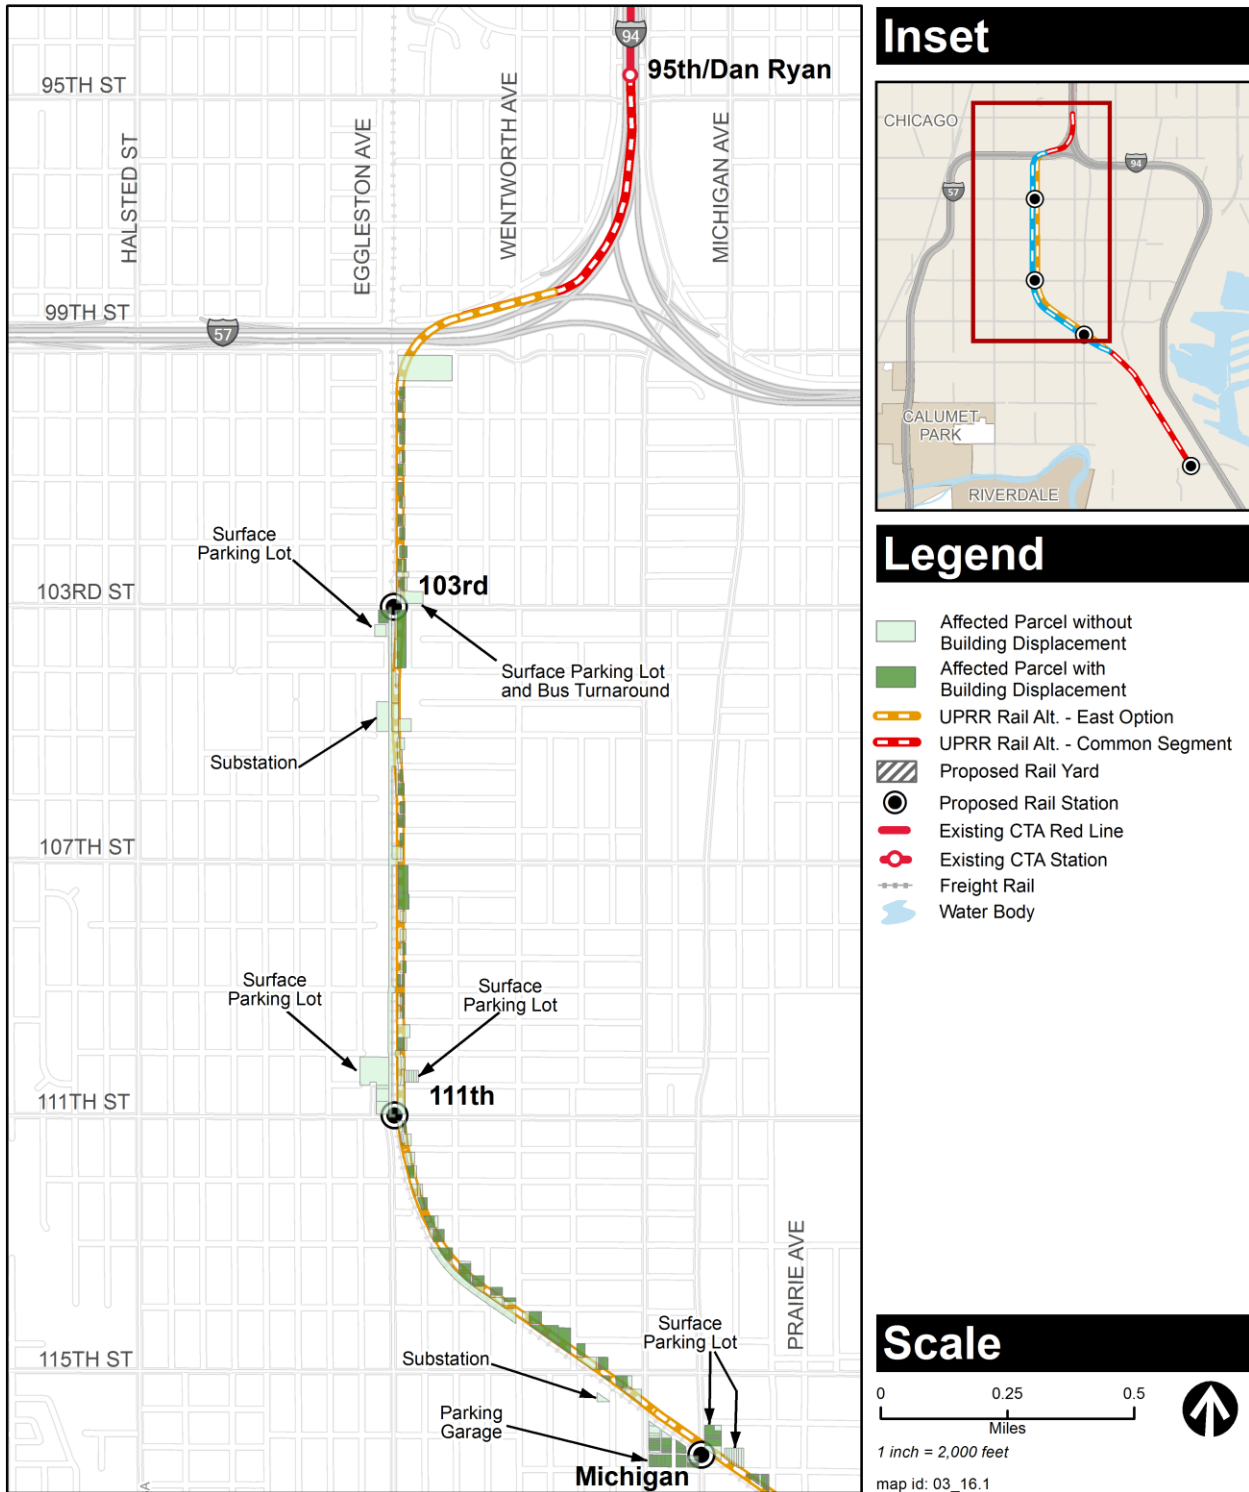 94
95th/Dan Ryan
95TH ST
HALSTED ST
EGGLESTON AVE
WENTWORTH AVE
MICHIGAN AVE
99TH ST
57
Surface
Parking Lot
103RD ST
103rd
Surface Parking Lot
and Bus Turnaround
Substation
107TH ST
Surface
Parking Lot
Surface
Parking Lot
111TH ST
111th
PRAIRIE AVE
115TH ST
Substation
Surface
Parking Lot
Parking
Garage
Michigan
Inset
CHICAGO
94
57
CALUMET
PARK
RIVERDALE
Legend
Affected Parcel without
Building Displacement
Affected Parcel with
Building Displacement
UPRR Rail Alt. - East Option
UPRR Rail Alt. - Common Segment
Proposed Rail Yard
Proposed Rail Station
Existing CTA Red Line
Existing CTA Station
Freight Rail
Water Body
Scale
0 0.25 0.5
Miles
1 inch = 2,000 feet
map id: 03_16.1